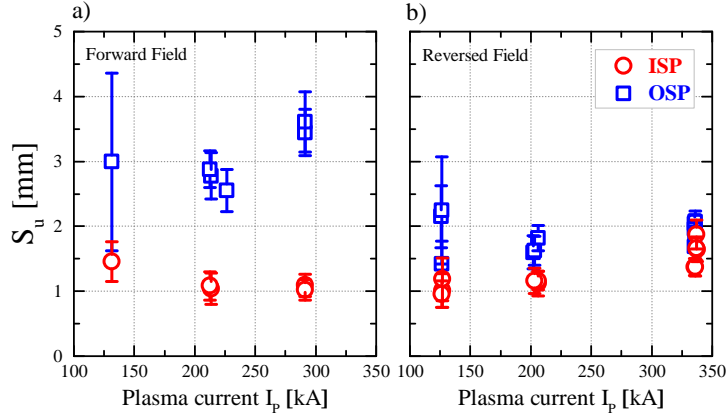 a)
b)
Forward Field
Reversed Field
ISP
OSP
S_u [mm]
5
4
3
2
1
0
100 150 200 250 300 350
100 150 200 250 300 350
Plasma current I_P [kA]
Plasma current I_P [kA]